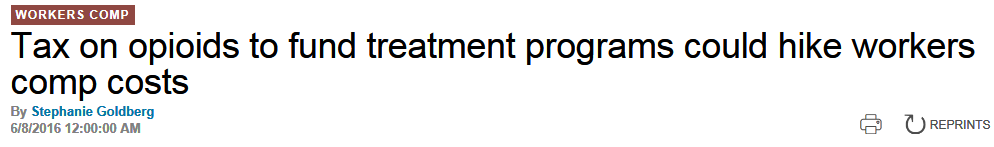 WORKERS COMP
Tax on opioids to fund treatment programs could hike workers
comp costs
By Stephanie Goldberg
6/8/2016 12:00:00 AM
REPRINTS